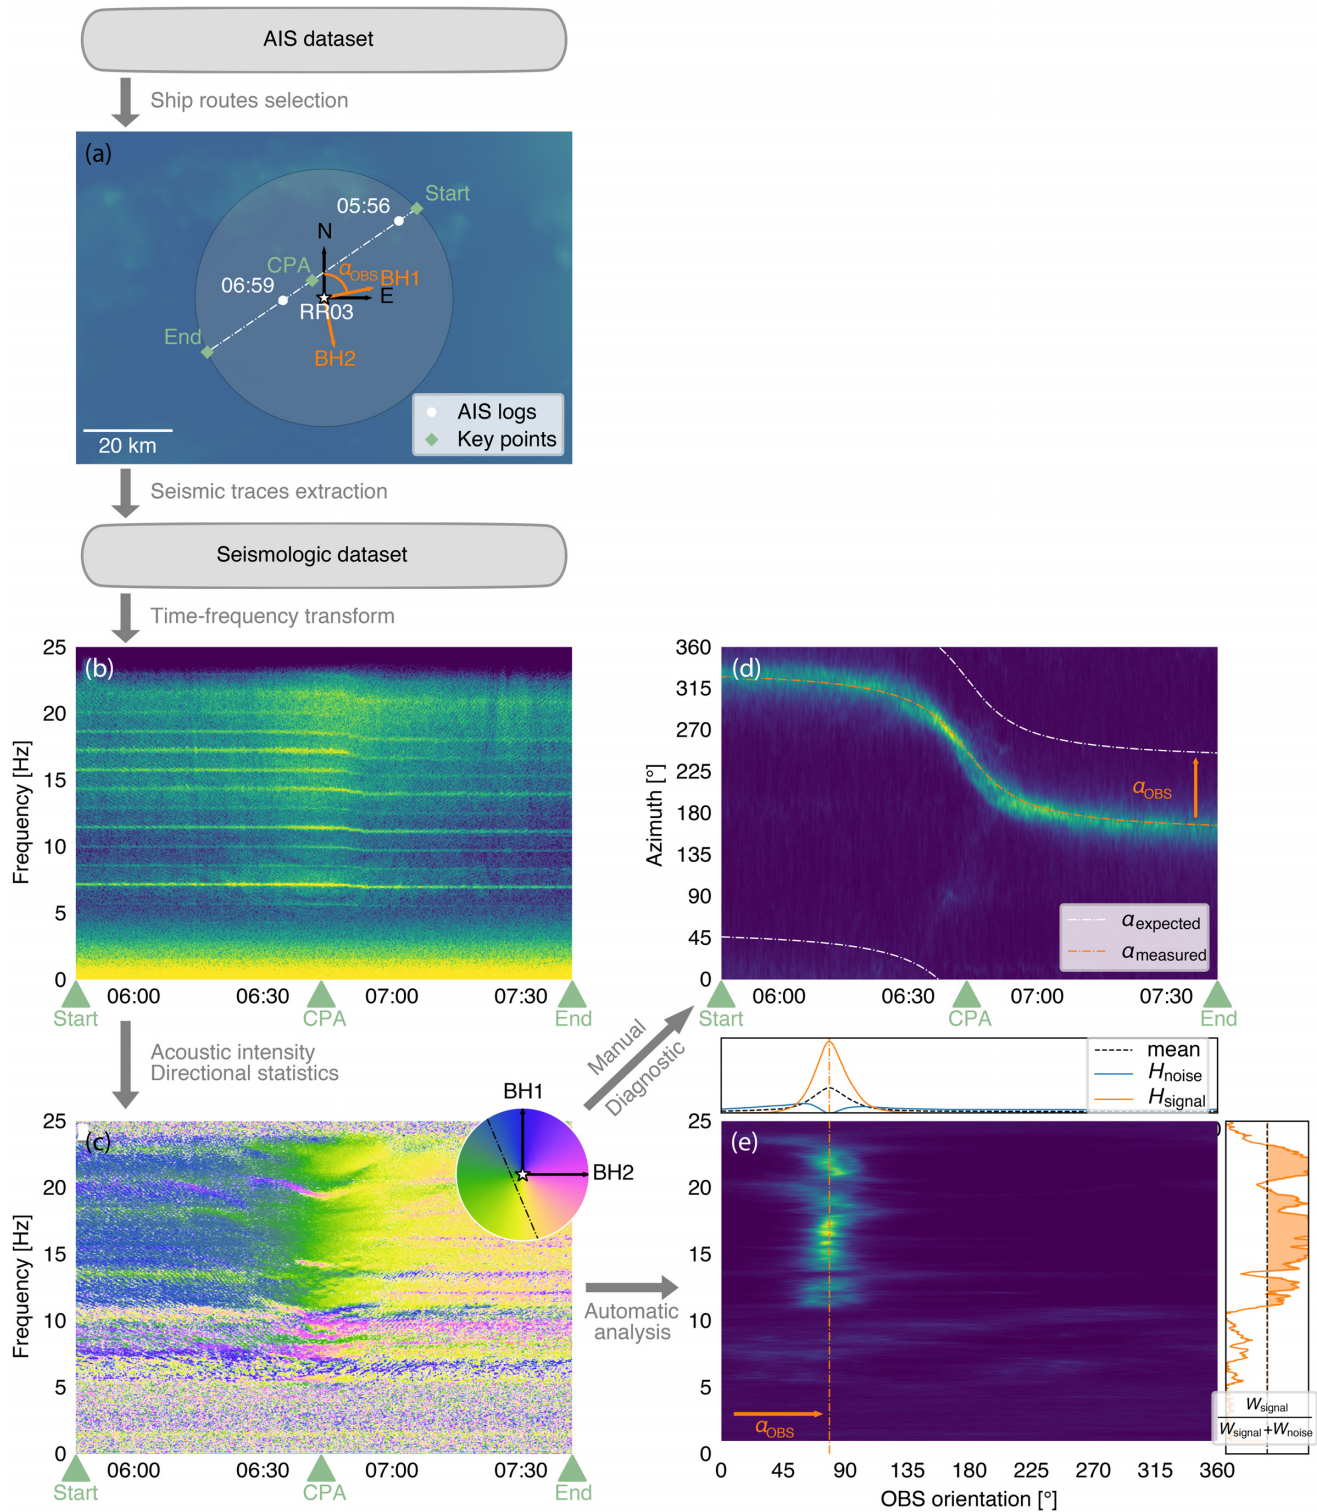 AIS dataset
Ship routes selection
(a)
Start
05:56
N
CPA
αOBS
BH1
06:59
E
RR03
End
BH2
AIS logs
Key points
20 km
Seismic traces extraction
Seismologic dataset
Time-frequency transform
(b)
25
20
15
10
5
0
Frequency [Hz]
06:00
06:30
07:00
07:30
Start
CPA
End
(d)
360
315
270
225
180
135
90
45
0
Azimuth [°]
αOBS
αexpected
αmeasured
06:00
06:30
07:00
07:30
Start
CPA
End
Acoustic intensity
Directional statistics
Manual
Diagnostic
(c)
BH1
BH2
25
20
15
10
5
0
Frequency [Hz]
06:00
06:30
07:00
07:30
Start
CPA
End
Automatic
analysis
mean
Hnoise
Hsignal
(e)
0
25
20
15
10
5
0
αOBS
Wsignal
Wsignal+Wnoise
0
45
90
135
180
225
270
315
360
OBS orientation [°]